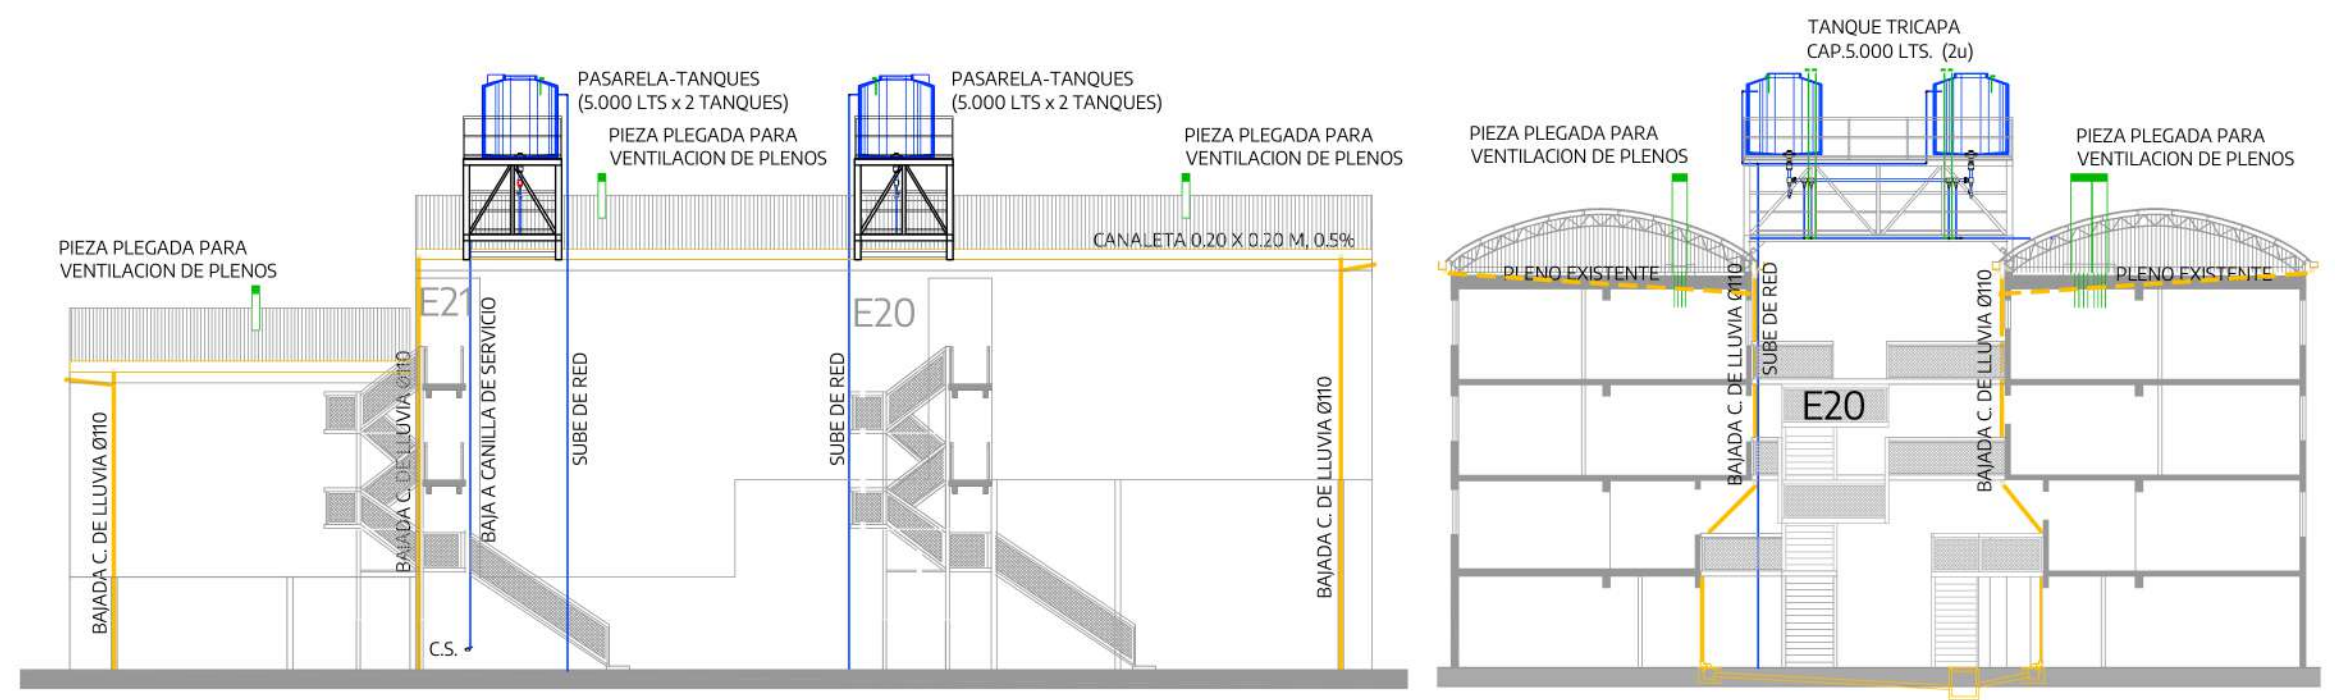 PASARELA-TANQUES
(5.000 LTS x 2 TANQUES)
PIEZA PLEGADA PARA
VENTILACION DE PLENOS
PASARELA-TANQUES
(5.000 LTS x 2 TANQUES)
PIEZA PLEGADA PARA
VENTILACION DE PLENOS
PIEZA PLEGADA PARA
VENTILACION DE PLENOS
CANALETA 0.20 X 0.20 M, 0.5%
E21
E20
BAJADA C. DE LLUVIA Ø110
BAJADA C. DE LLUVIA Ø110
BAJA A CANILLA DE SERVICIO
SUBE DE RED
SUBE DE RED
BAJADA C. DE LLUVIA Ø110
C.S.
TANQUE TRICAPA
CAP.5.000 LTS. (2u)
PIEZA PLEGADA PARA
VENTILACION DE PLENOS
PIEZA PLEGADA PARA
VENTILACION DE PLENOS
PLENO EXISTENTE
PLENO EXISTENTE
BAJADA C. DE LLUVIA Ø110
SUBE DE RED
BAJADA C. DE LLUVIA Ø110
E20